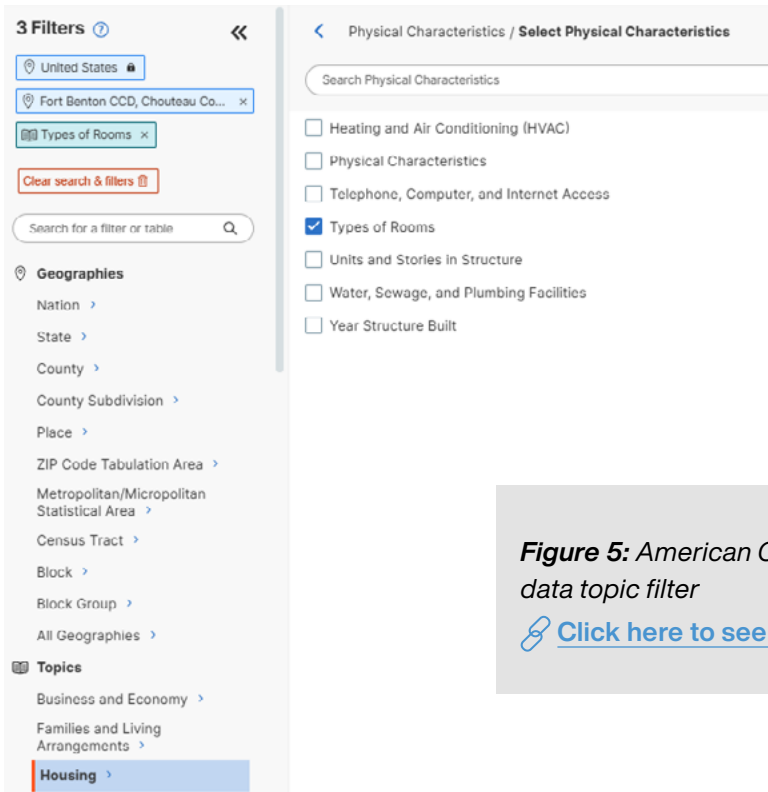 3 Filters ?
United States
Fort Benton CCD, Chouteau Co... ×
Types of Rooms ×
Clear search & filters
Search for a filter or table
Geographies
Nation
State
County
County Subdivision
Place
ZIP Code Tabulation Area
Metropolitan/Micropolitan
Statistical Area
Census Tract
Block
Block Group
All Geographies
Topics
Business and Economy
Families and Living
Arrangements
Housing
Physical Characteristics / Select Physical Characteristics
Search Physical Characteristics
Heating and Air Conditioning (HVAC)
Physical Characteristics
Telephone, Computer, and Internet Access
Types of Rooms
Units and Stories in Structure
Water, Sewage, and Plumbing Facilities
Year Structure Built
Figure 5: American
data topic filter
Click here to see